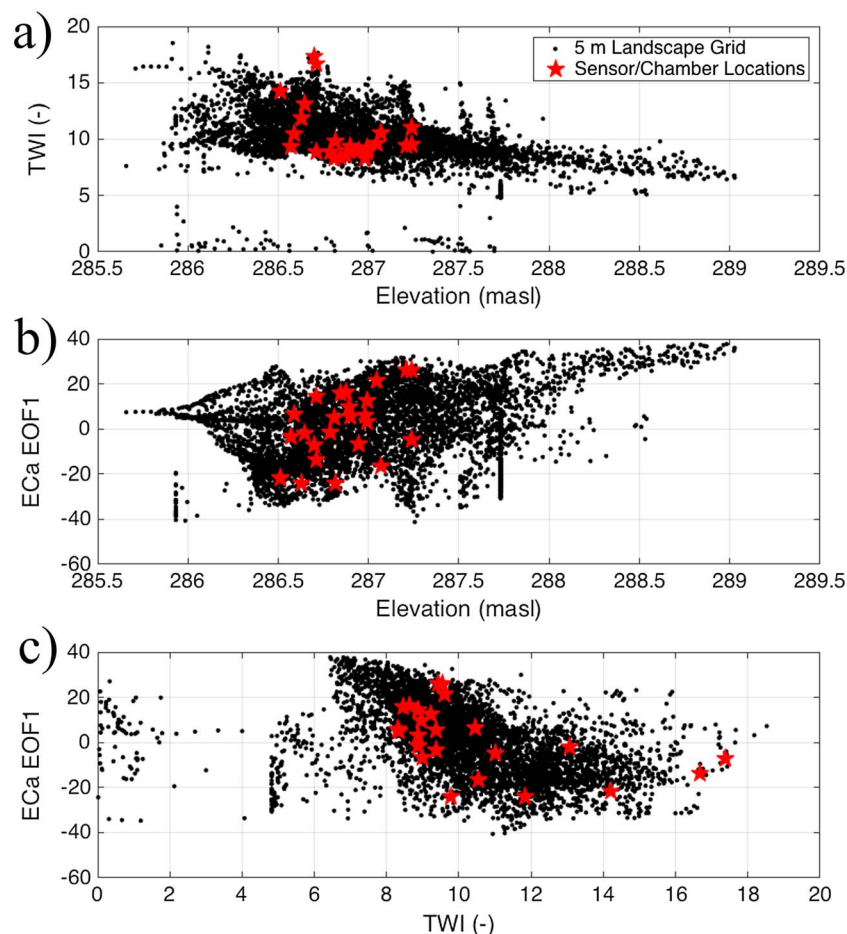 a)
20
15
10
5
0
TWI (-)
5 m Landscape Grid
Sensor/Chamber Locations
285.5 286 286.5 287 287.5 288 288.5 289 289.5
Elevation (masl)
b)
40
20
0
-20
-40
-60
ECa EOF1
285.5 286 286.5 287 287.5 288 288.5 289 289.5
Elevation (masl)
c)
40
20
0
-20
-40
-60
ECa EOF1
0 2 4 6 8 10 12 14 16 18 20
TWI (-)